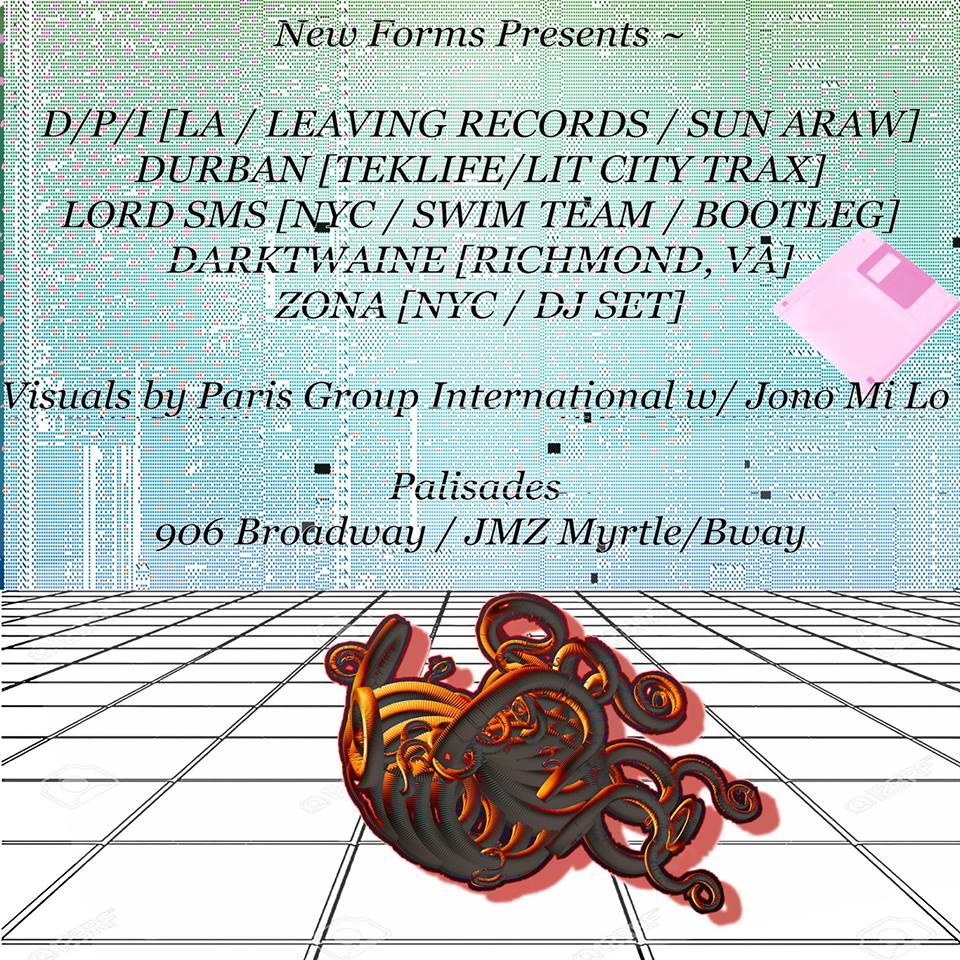 New Forms Presents ~
D/P/I [LA / LEAVING RECORDS / SUN ARAW]
DURBAN [TEKLIFE/LIT CITY TRAX]
LORD SMS [NYC / SWIM TEAM / BOOTLEG]
DARKTWAINE [RICHMOND, VA]
ZONA [NYC / DJ SET]
Visuals by Paris Group International w/ Jono Mi Lo
Palisades
906 Broadway / JMZ Myrtle/Bway